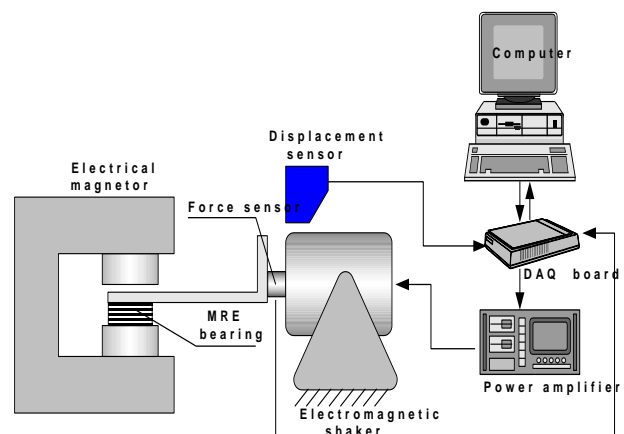 Computer
Displacement
sensor
Electrical
magnetor
Force sensor
DAQ board
MRE
bearing
Power amplifier
Electromagnetic
shaker